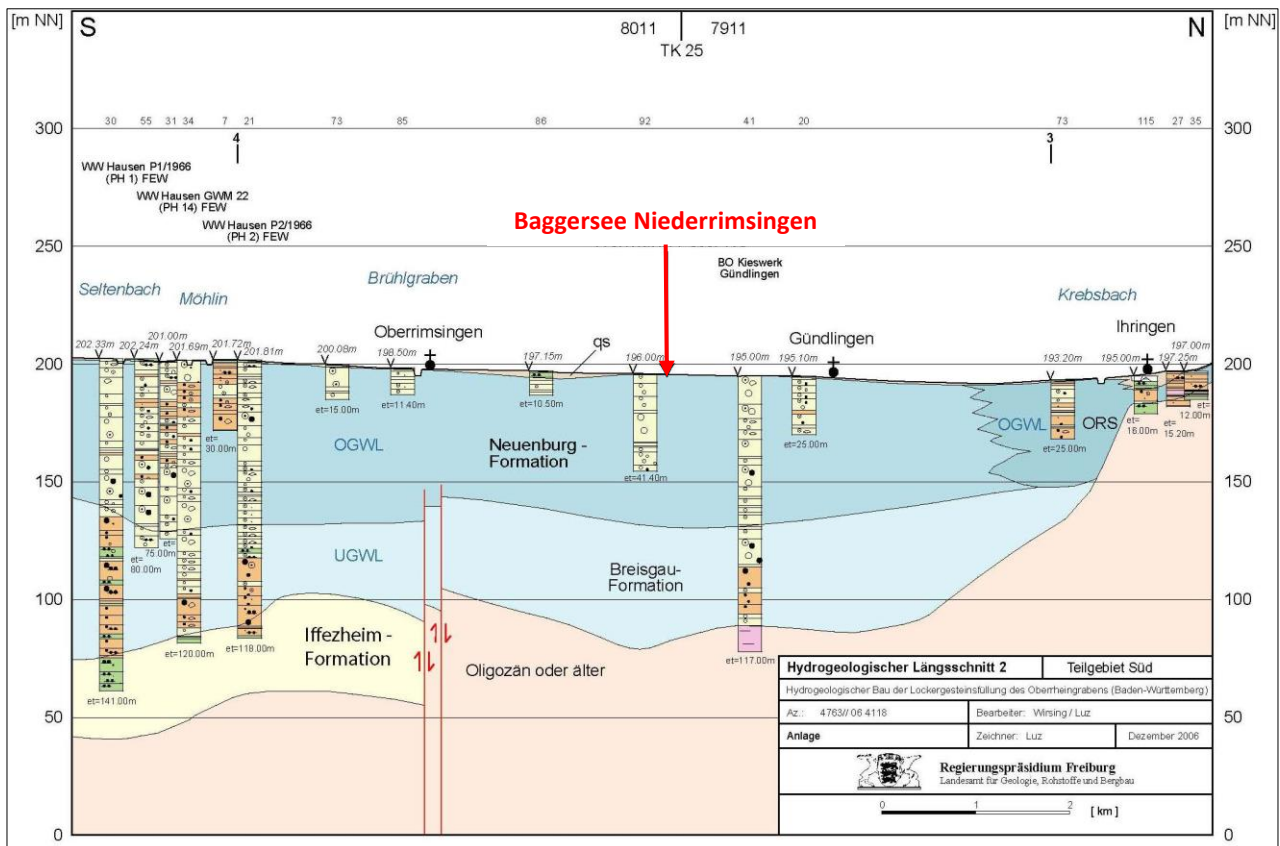 [m NN]
S
8011 7911
TK 25
N
[m NN]
300
30 55 31 34 7 21 73 85 86 92 41 20 73 115 27 35
300
4
3
WW Hausen P1/1966
(PH 1) FEW
WW Hausen GWM 22
(PH 14) FEW
WW Hausen P2/1966
(PH 2) FEW
Baggersee Niederrimsingen
250
250
BO Kieswerk
Gündlingen
Seltenbach
Möhlin
Brühlgraben
Krebsbach
Oberrimsingen
qs
Gündlingen
Ihringen
202.33m 202.24m 201.00m 201.69m 201.72m 201.81m 200.08m 198.50m 197.15m 196.00m 195.00m 195.10m 193.20m 195.00m 197.25m 197.00m
200
200
et=15.00m
et=11.40m
et=10.50m
et=
12.00m
et=
30.00m
et=25.00m
et=25.00m
et=
16.00m
et=
15.20m
OGWL
Neuenburg-
Formation
OGWL
ORS
et=41.40m
150
150
et=
75.00m
et=
80.00m
UGWL
Breisgau-
Formation
100
100
et=120.00m
et=118.00m
et=141.00m
et=117.00m
Iffezheim-
Formation
Oligozän oder älter
50
50
0
0
Hydrogeologischer Längsschnitt 2 Teilgebiet Süd
Hydrogeologischer Bau der Lockergesteinsfüllung des Oberrheingrabens (Baden-Württemberg)
Az.: 4763// 06 4118 Bearbeiter: Wirsing / Luz
Anlage Zeichner: Luz Dezember 2006
Regierungspräsidium Freiburg
Landesamt für Geologie, Rohstoffe und Bergbau
0 1 2 [ km ]